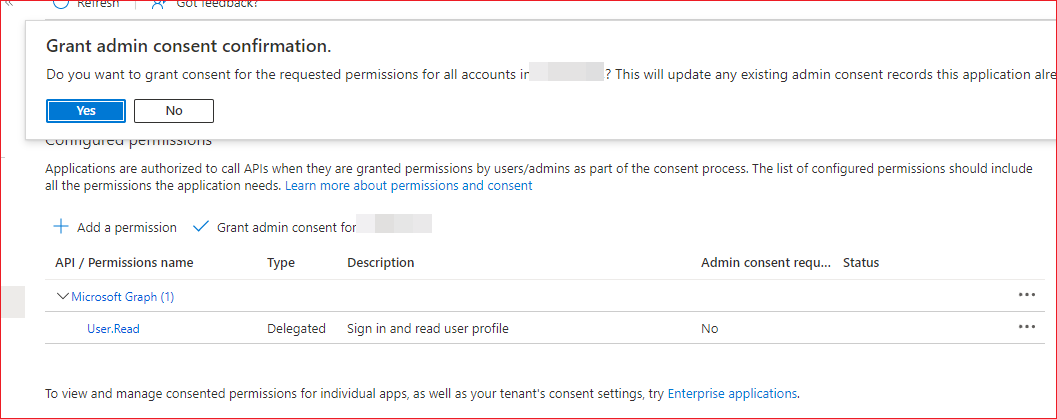 Refresh Got feedback?
Grant admin consent confirmation.
Do you want to grant consent for the requested permissions for all accounts in ? This will update any existing admin consent records this application alre
Yes No
Configured permissions
Applications are authorized to call APIs when they are granted permissions by users/admins as part of the consent process. The list of configured permissions should include
all the permissions the application needs. Learn more about permissions and consent
Add a permission Grant admin consent for
API / Permissions name Type Description Admin consent requ... Status
Microsoft Graph (1)
User.Read Delegated Sign in and read user profile No
To view and manage consented permissions for individual apps, as well as your tenant's consent settings, try Enterprise applications.